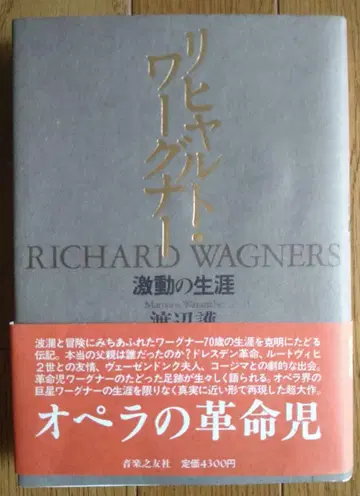 リヒャルト・
ワーグナー
RICHARD WAGNERS
激動の生涯
Mamoru Watanabe
渡辺護
波瀾と冒険にみちあふれたワーグナー70歳の生涯を克明にたどる
伝記。本当の父親は誰だったのか?ドレスデン革命、ルートヴィヒ
2世との友情、ヴェーゼンドンク夫人、コージマとの劇的な出会。
革命児ワーグナーのたどった足跡が生々しく語られる。オペラ界の
巨星ワーグナーの生涯を限りなく真実に近い形で再現した超大作。
オペラの革命児
音楽之友社 定価4300円